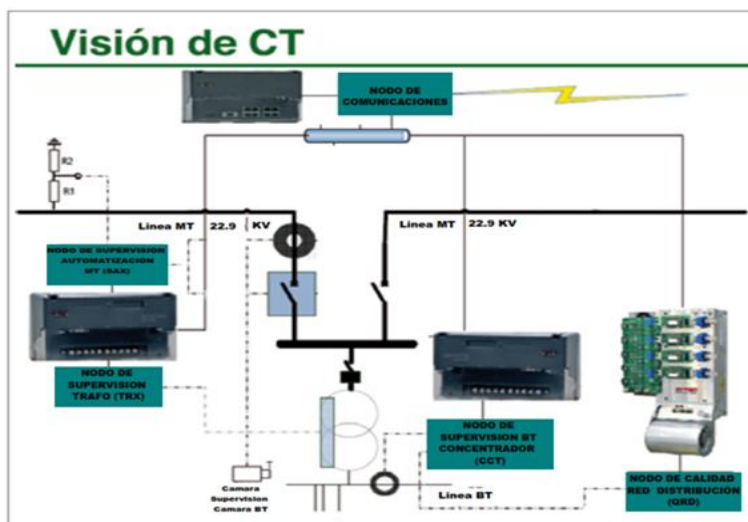 Visión de CT
NODO DE
COMUNICACIONES
R2
R3
Linea MT 22.9 KV
Linea MT 22.9 KV
NODO DE SUPERVISION
AUTOMATIZACIÓN
MT (SAX)
NODO DE
SUPERVISION
TRAFO (TRX)
NODO DE
SUPERVISION BT
CONCENTRADOR
(CCT)
NODO DE CALIDAD
RED DISTRIBUCIÓN
(QRD)
Camara
Supervision
Camara BT
Linea BT